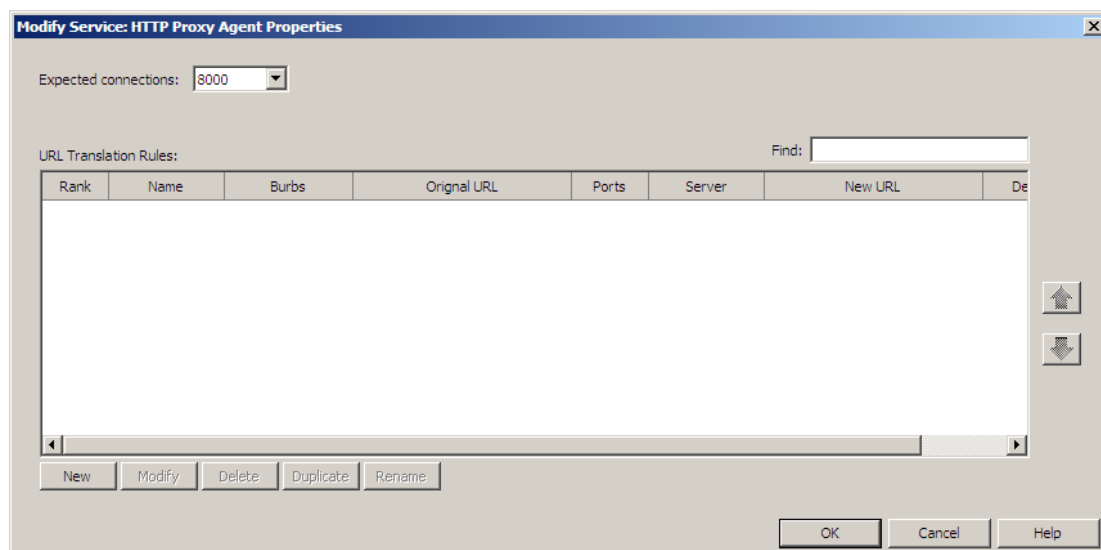 Modify Service: HTTP Proxy Agent Properties
Expected connections: 8000
URL Translation Rules: Find:
Rank Name Burbs Orignal URL Ports Server New URL De
New Modify Delete Duplicate Rename
OK Cancel Help